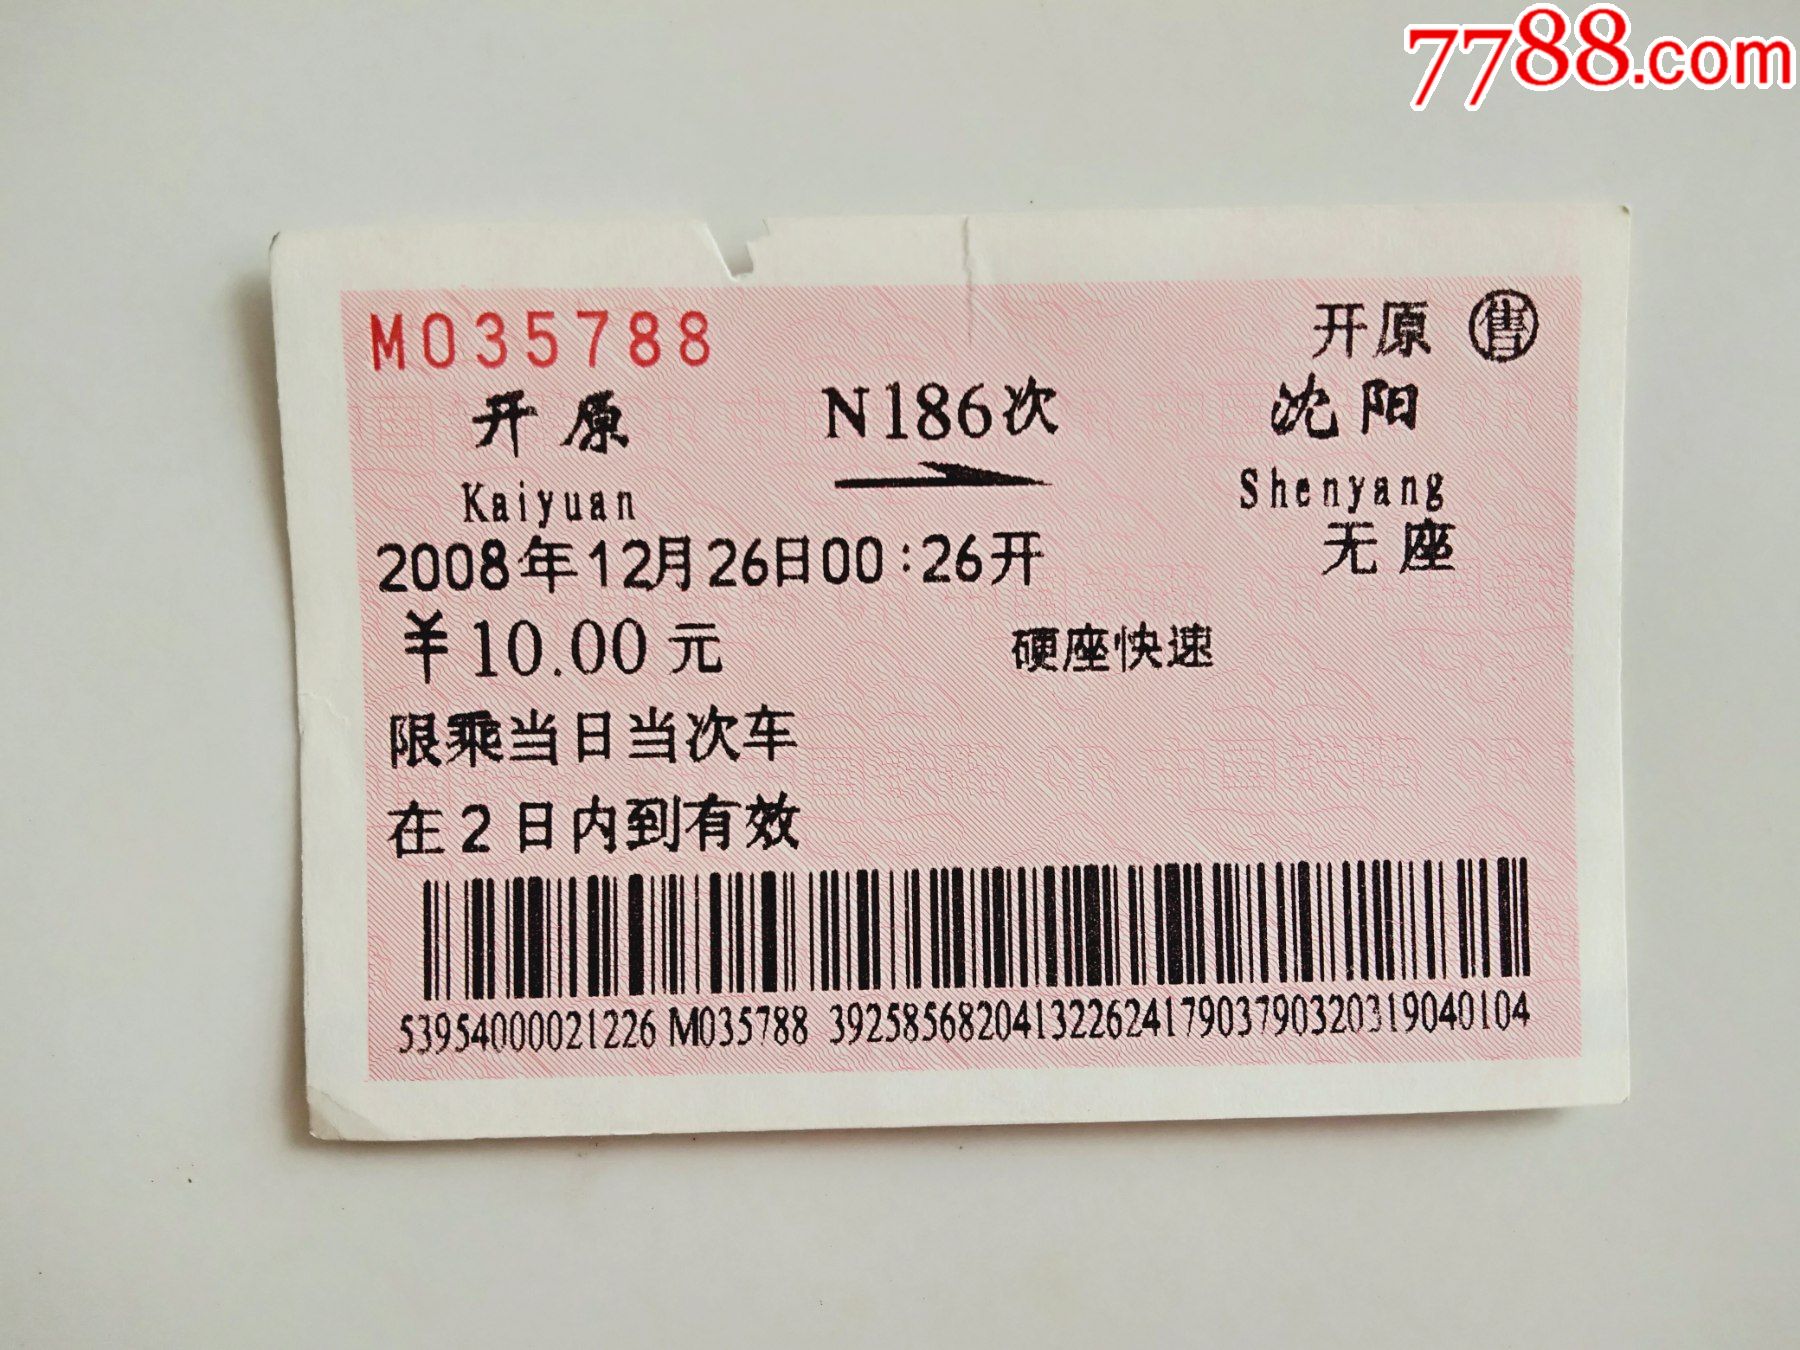 7788.com
M035788 开原 售
开原 N186次 沈阳
Kaiyuan Shenyang
2008年12月26日00:26开 无座
¥10.00元 硬座快速
限乘当日当次车
在2日内到有效
53954000021226 M035788 39258568204132262417903790320319040104